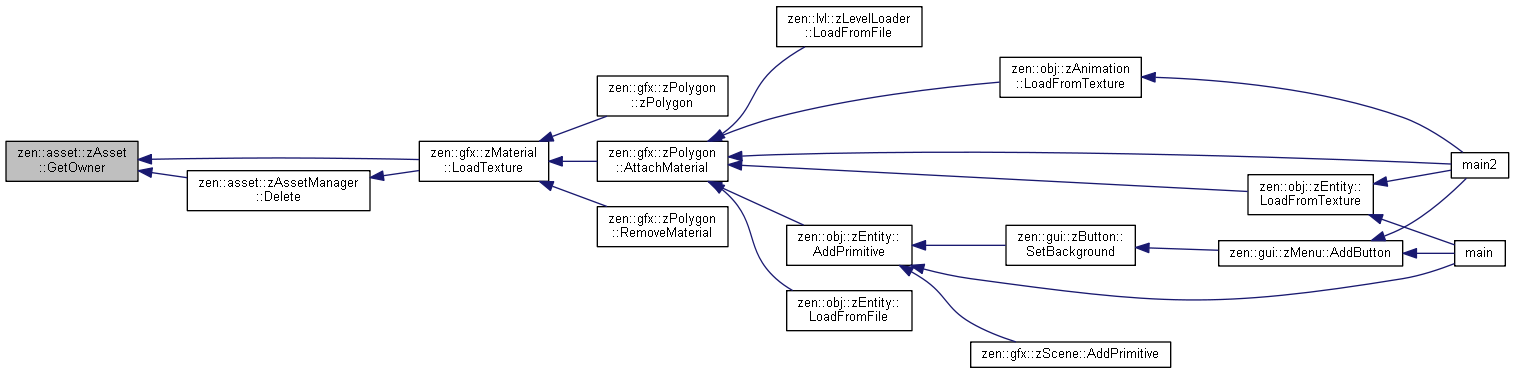 zen::asset::zAsset
::GetOwner
zen::asset::zAssetManager
::Delete
zen::gfx::zMaterial
::LoadTexture
zen::gfx::zPolygon
::zPolygon
zen::gfx::zPolygon
::AttachMaterial
zen::gfx::zPolygon
::RemoveMaterial
zen::lvl::zLevelLoader
::LoadFromFile
zen::obj::zEntity::
AddPrimitive
zen::obj::zEntity::
LoadFromFile
zen::obj::zAnimation
::LoadFromTexture
zen::gui::zButton::
SetBackground
zen::gfx::zScene::AddPrimitive
zen::obj::zEntity::
LoadFromTexture
zen::gui::zMenu::AddButton
main2
main